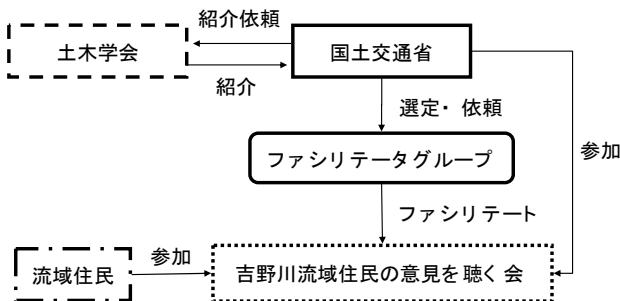 紹介依頼
土木学会
国土交通省
紹介
選定・依頼
ファシリテータグループ
参加
ファシリテート
参加
流域住民
吉野川流域住民の意見を聴く会